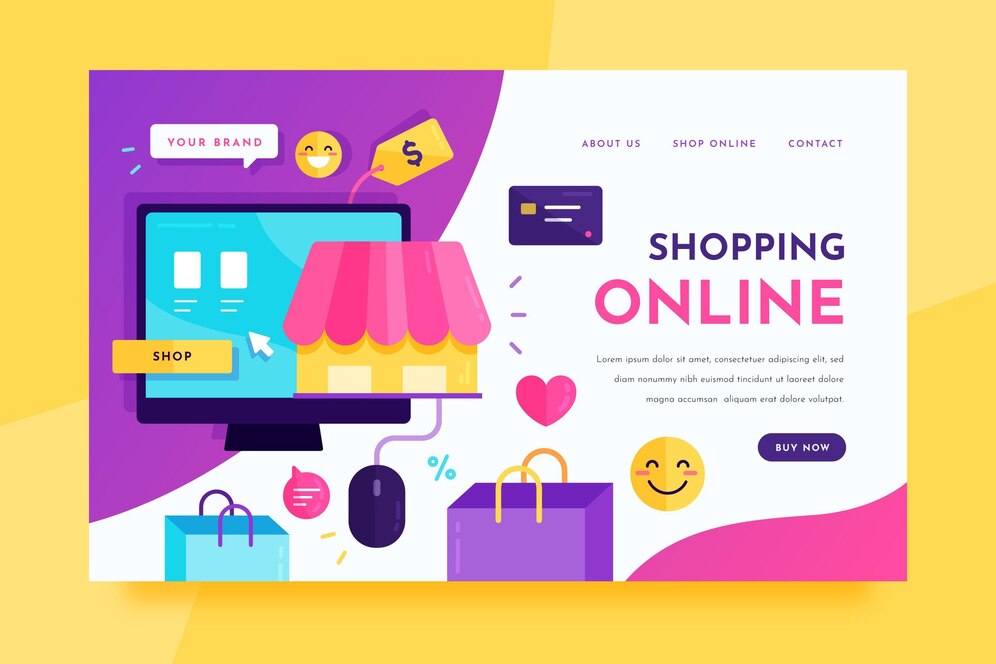 YOUR BRAND
$
ABOUT US SHOP ONLINE CONTACT
SHOPPING
ONLINE
SHOP
Lorem ipsum dolor sit amet, consectetuer adipiscing elit, sed
diam nonummy nibh euismod tincidunt ut laoreet dolore
magna accumsan aliquam erat dolore volutpat.
BUY NOW
%